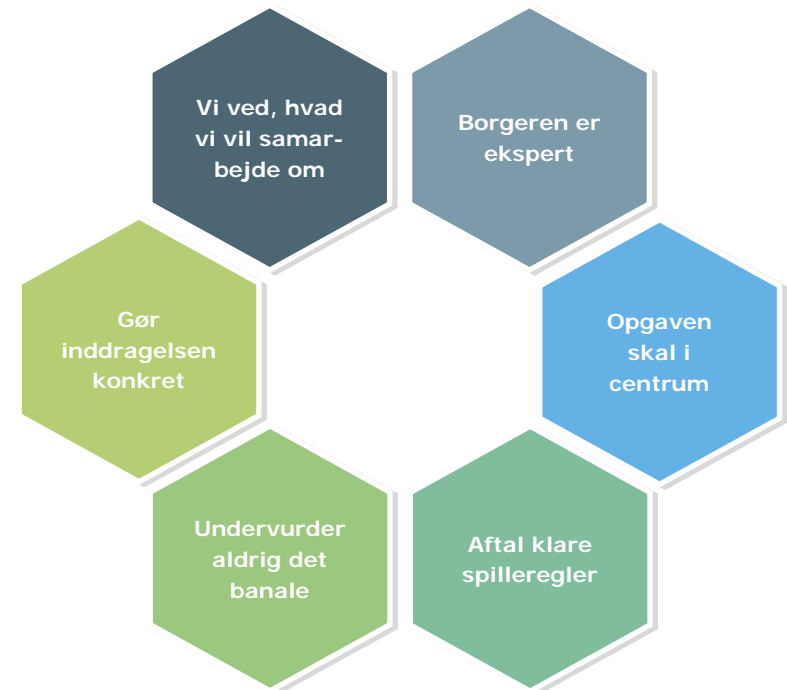 Vi ved, hvad
vi vil samar-
bejde om
Borgeren er
ekspert
Opgaven
skal i
centrum
Aftal klare
spilleregler
Undervurder
aldrig det
banale
Gør
inddragelsen
konkret